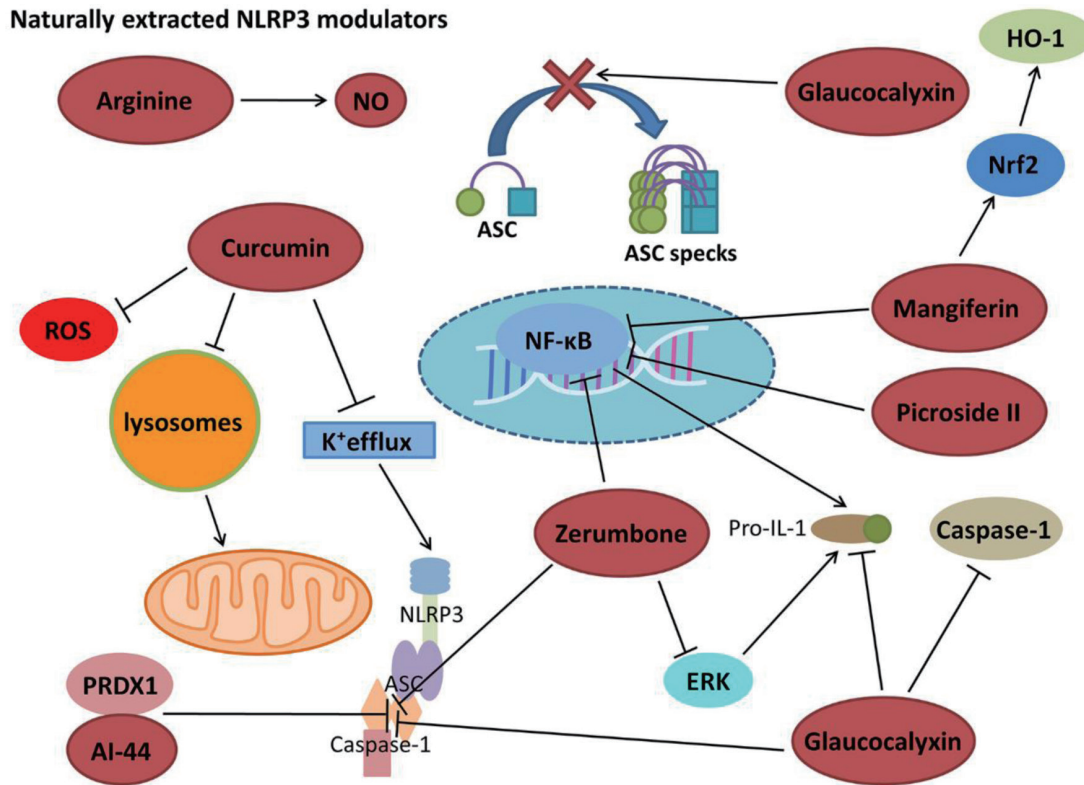 Naturally extracted NLRP3 modulators
HO-1
Arginine
NO
Glaucocalyxin
Nrf2
ASC
ASC specks
Curcumin
ROS
Mangiferin
NF-κB
Picroside II
lysosomes
K⁺efflux
Zerumbone
Pro-IL-1
Caspase-1
NLRP3
PRDX1
ASC
ERK
AI-44
Caspase-1
Glaucocalyxin